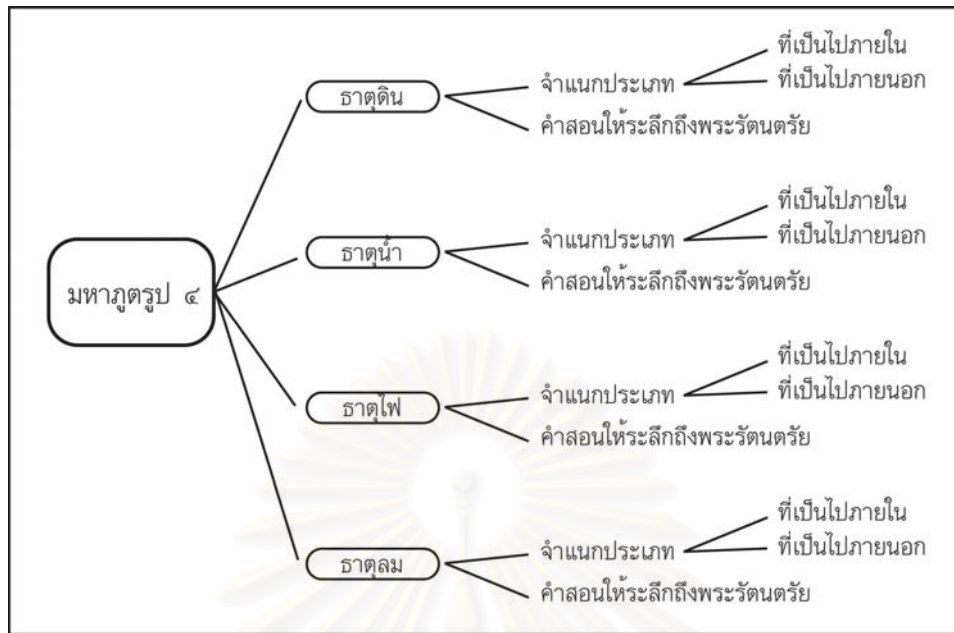 ที่เป็นไปภายใน
ธาตุดิน
จำแนกประเภท
ที่เป็นไปภายนอก
คำสอนให้ระลึกถึงพระรัตนตรัย
ที่เป็นไปภายใน
ธาตุน้ำ
จำแนกประเภท
ที่เป็นไปภายนอก
คำสอนให้ระลึกถึงพระรัตนตรัย
มหาภูตรูป ๔
ที่เป็นไปภายใน
ธาตุไฟ
จำแนกประเภท
ที่เป็นไปภายนอก
คำสอนให้ระลึกถึงพระรัตนตรัย
ที่เป็นไปภายใน
ธาตุลม
จำแนกประเภท
ที่เป็นไปภายนอก
คำสอนให้ระลึกถึงพระรัตนตรัย